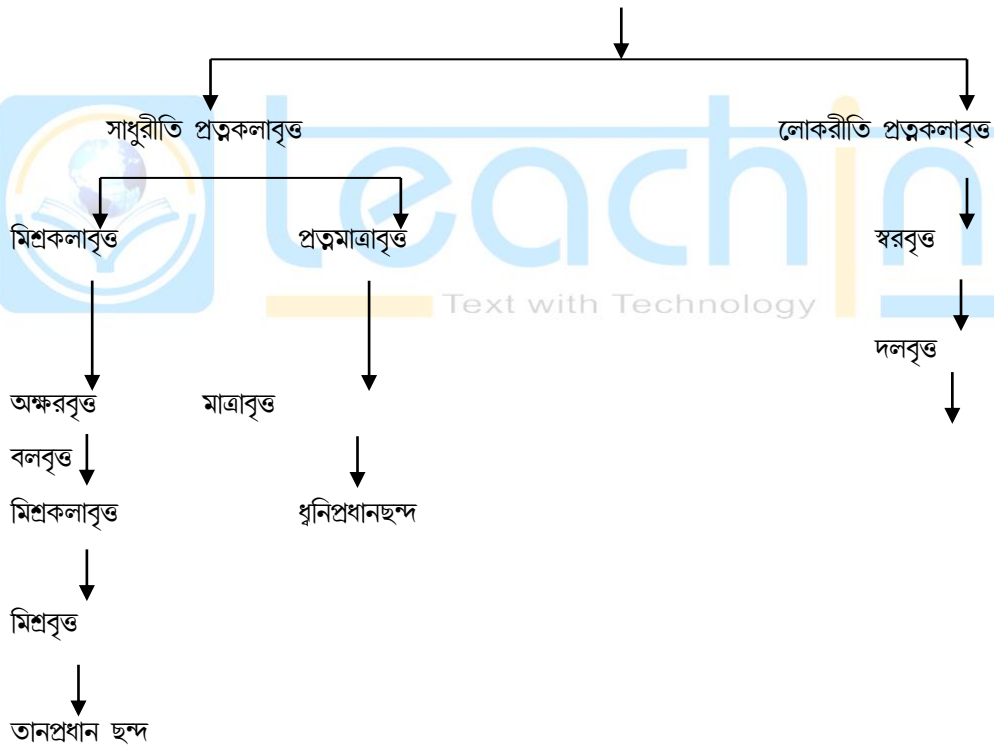 সাধুরীতি প্রত্নকলাবৃত্ত লোকরীতি প্রত্নকলাবৃত্ত
মিশ্রকলাবৃত্ত প্রত্নমাত্রাবৃত্ত স্বরবৃত্ত
teachin
Text with Technology
দলবৃত্ত
অক্ষরবৃত্ত মাত্রাবৃত্ত
বলবৃত্ত
মিশ্রকলাবৃত্ত ধ্বনিপ্রধানছন্দ
মিশ্রবৃত্ত
তানপ্রধান ছন্দ